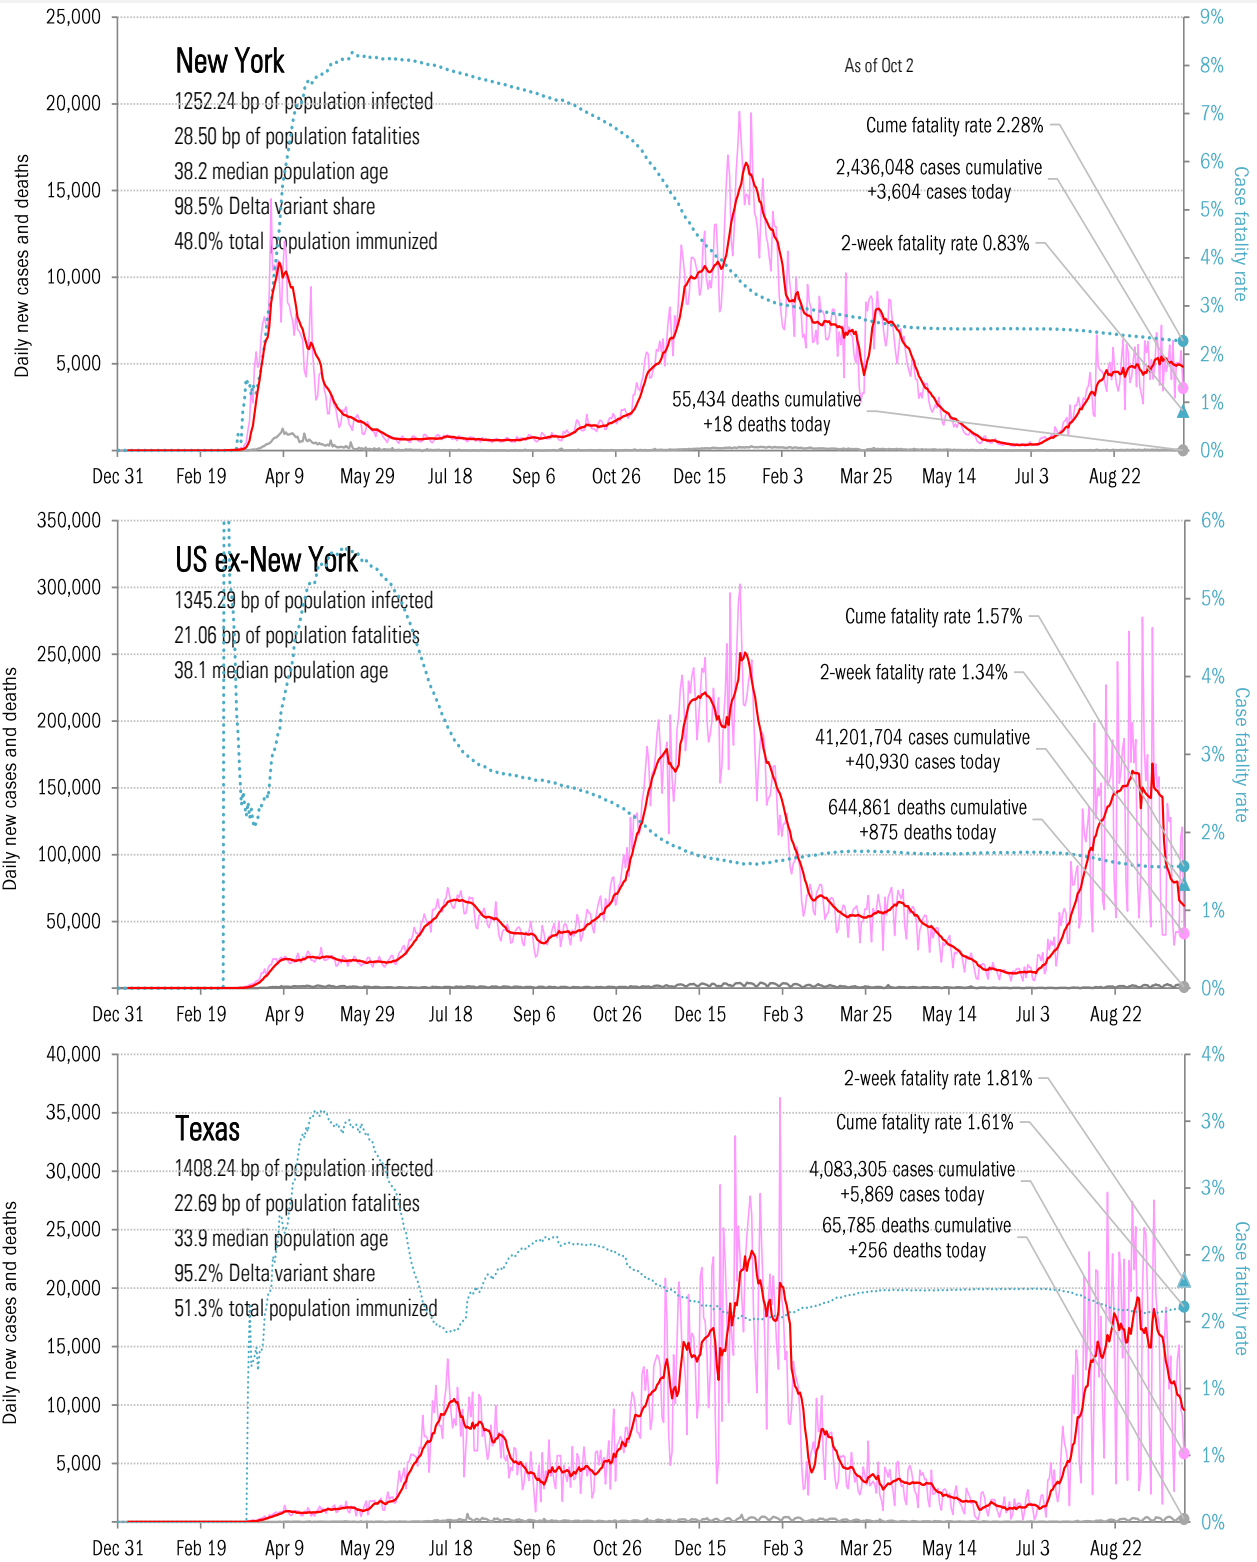 25,000
20,000
15,000
10,000
5,000
Daily new cases and deaths
9%
8%
7%
6%
5%
4%
3%
2%
1%
0%
Case fatality rate
New York
1252.24 bp of population infected
28.50 bp of population fatalities
38.2 median population age
98.5% Delta variant share
48.0% total population immunized
As of Oct 2
Cume fatality rate 2.28%
2,436,048 cases cumulative
+3,604 cases today
2-week fatality rate 0.83%
55,434 deaths cumulative
+18 deaths today
Dec 31 Feb 19 Apr 9 May 29 Jul 18 Sep 6 Oct 26 Dec 15 Feb 3 Mar 25 May 14 Jul 3 Aug 22
350,000
300,000
250,000
200,000
150,000
100,000
50,000
Daily new cases and deaths
6%
5%
4%
3%
2%
1%
0%
Case fatality rate
US ex-New York
1345.29 bp of population infected
21.06 bp of population fatalities
38.1 median population age
Cume fatality rate 1.57%
2-week fatality rate 1.34%
41,201,704 cases cumulative
+40,930 cases today
644,861 deaths cumulative
+875 deaths today
Dec 31 Feb 19 Apr 9 May 29 Jul 18 Sep 6 Oct 26 Dec 15 Feb 3 Mar 25 May 14 Jul 3 Aug 22
40,000
35,000
30,000
25,000
20,000
15,000
10,000
5,000
Daily new cases and deaths
4%
3%
3%
2%
2%
1%
1%
0%
Case fatality rate
Texas
1408.24 bp of population infected
22.69 bp of population fatalities
33.9 median population age
95.2% Delta variant share
51.3% total population immunized
2-week fatality rate 1.81%
Cume fatality rate 1.61%
4,083,305 cases cumulative
+5,869 cases today
65,785 deaths cumulative
+256 deaths today
Dec 31 Feb 19 Apr 9 May 29 Jul 18 Sep 6 Oct 26 Dec 15 Feb 3 Mar 25 May 14 Jul 3 Aug 22